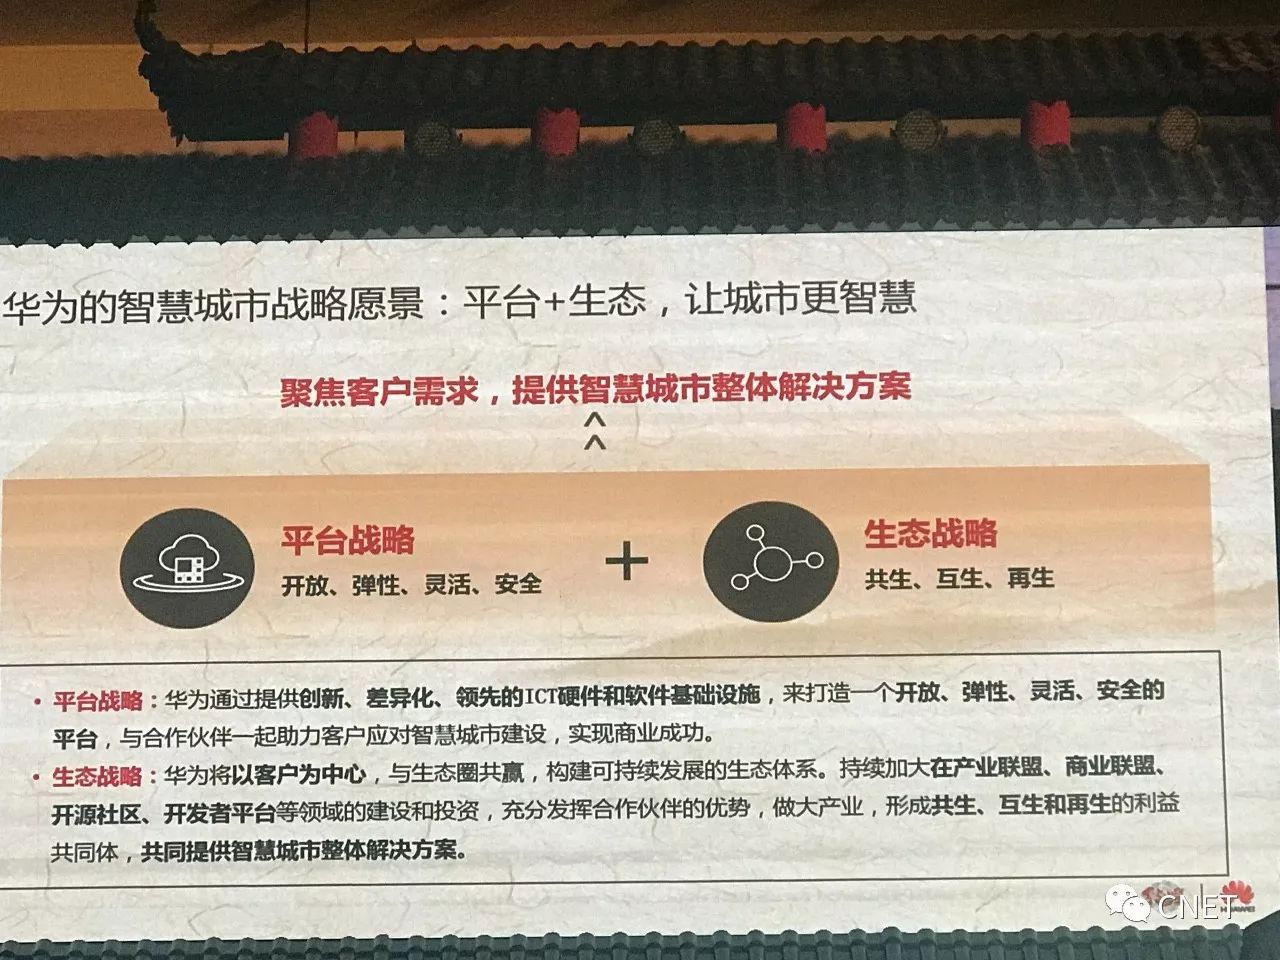 华为的智慧城市战略愿景：平台+生态，让城市更智慧
聚焦客户需求，提供智慧城市整体解决方案
平台战略
开放、弹性、灵活、安全
+
生态战略
共生、互生、再生
• 平台战略：华为通过提供创新、差异化、领先的ICT硬件和软件基础设施，来打造一个开放、弹性、灵活、安全的
平台，与合作伙伴一起助力客户应对智慧城市建设，实现商业成功。
• 生态战略：华为将以客户为中心，与生态圈共赢，构建可持续发展的生态体系。持续加大在产业联盟、商业联盟、
开源社区、开发者平台等领域的建设和投资，充分发挥合作伙伴的优势，做大产业，形成共生、互生和再生的利益
共同体，共同提供智慧城市整体解决方案。
CNET
HUAWEI